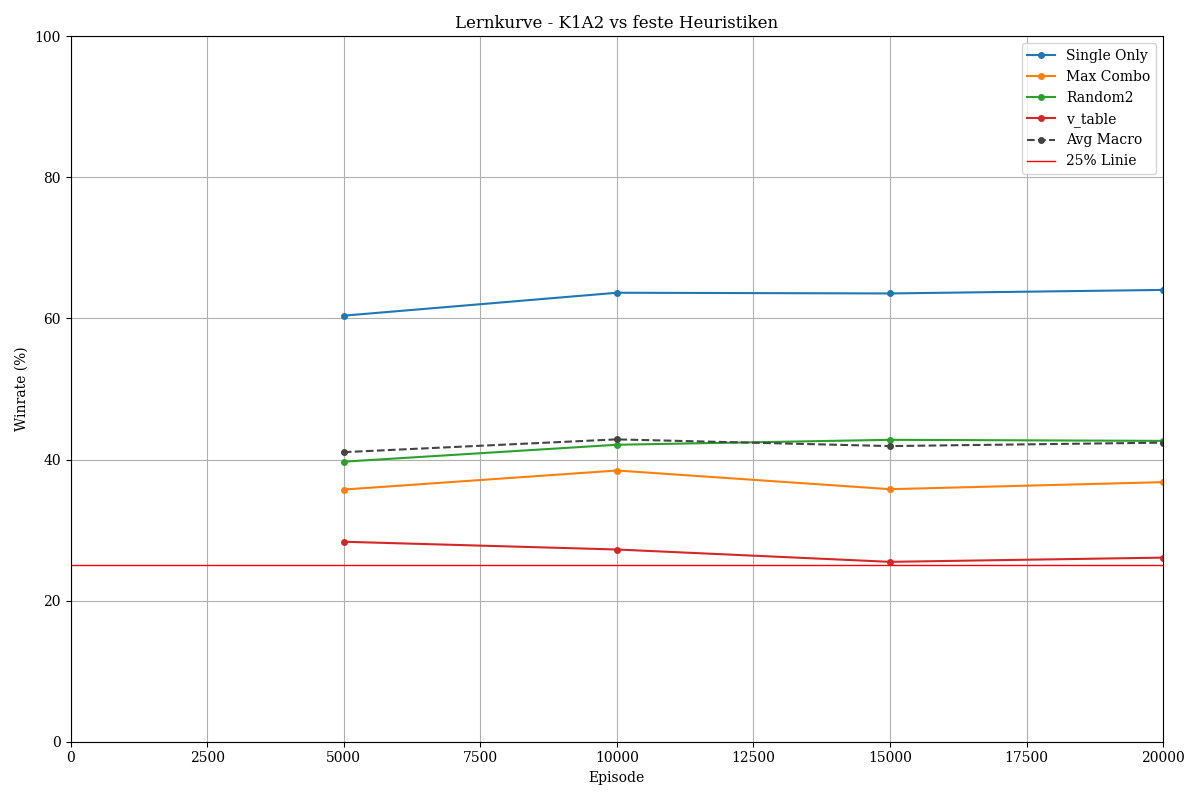 Lernkurve - K1A2 vs feste Heuristiken
100
80
60
40
20
0
Winrate (%)
Single Only
Max Combo
Random2
v_table
Avg Macro
25% Linie
0 2500 5000 7500 10000 12500 15000 17500 20000
Episode